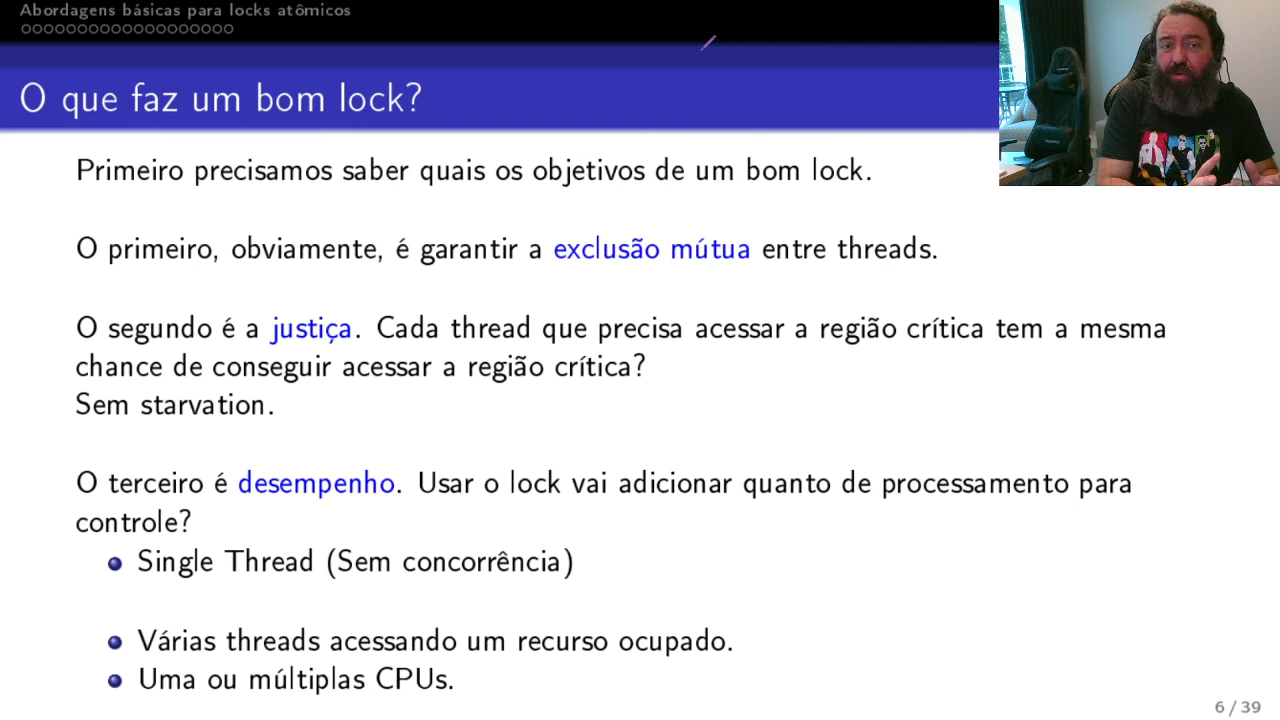 Abordagens básicas para locks atômicos
O que faz um bom lock?
Primeiro precisamos saber quais os objetivos de um bom lock.
O primeiro, obviamente, é garantir a exclusão mútua entre threads.
O segundo é a justiça. Cada thread que precisa acessar a região crítica tem a mesma
chance de conseguir acessar a região crítica?
Sem starvation.
O terceiro é desempenho. Usar o lock vai adicionar quanto de processamento para
controle?
Single Thread (Sem concorrência)
Várias threads acessando um recurso ocupado.
Uma ou múltiplas CPUs.
6 / 39